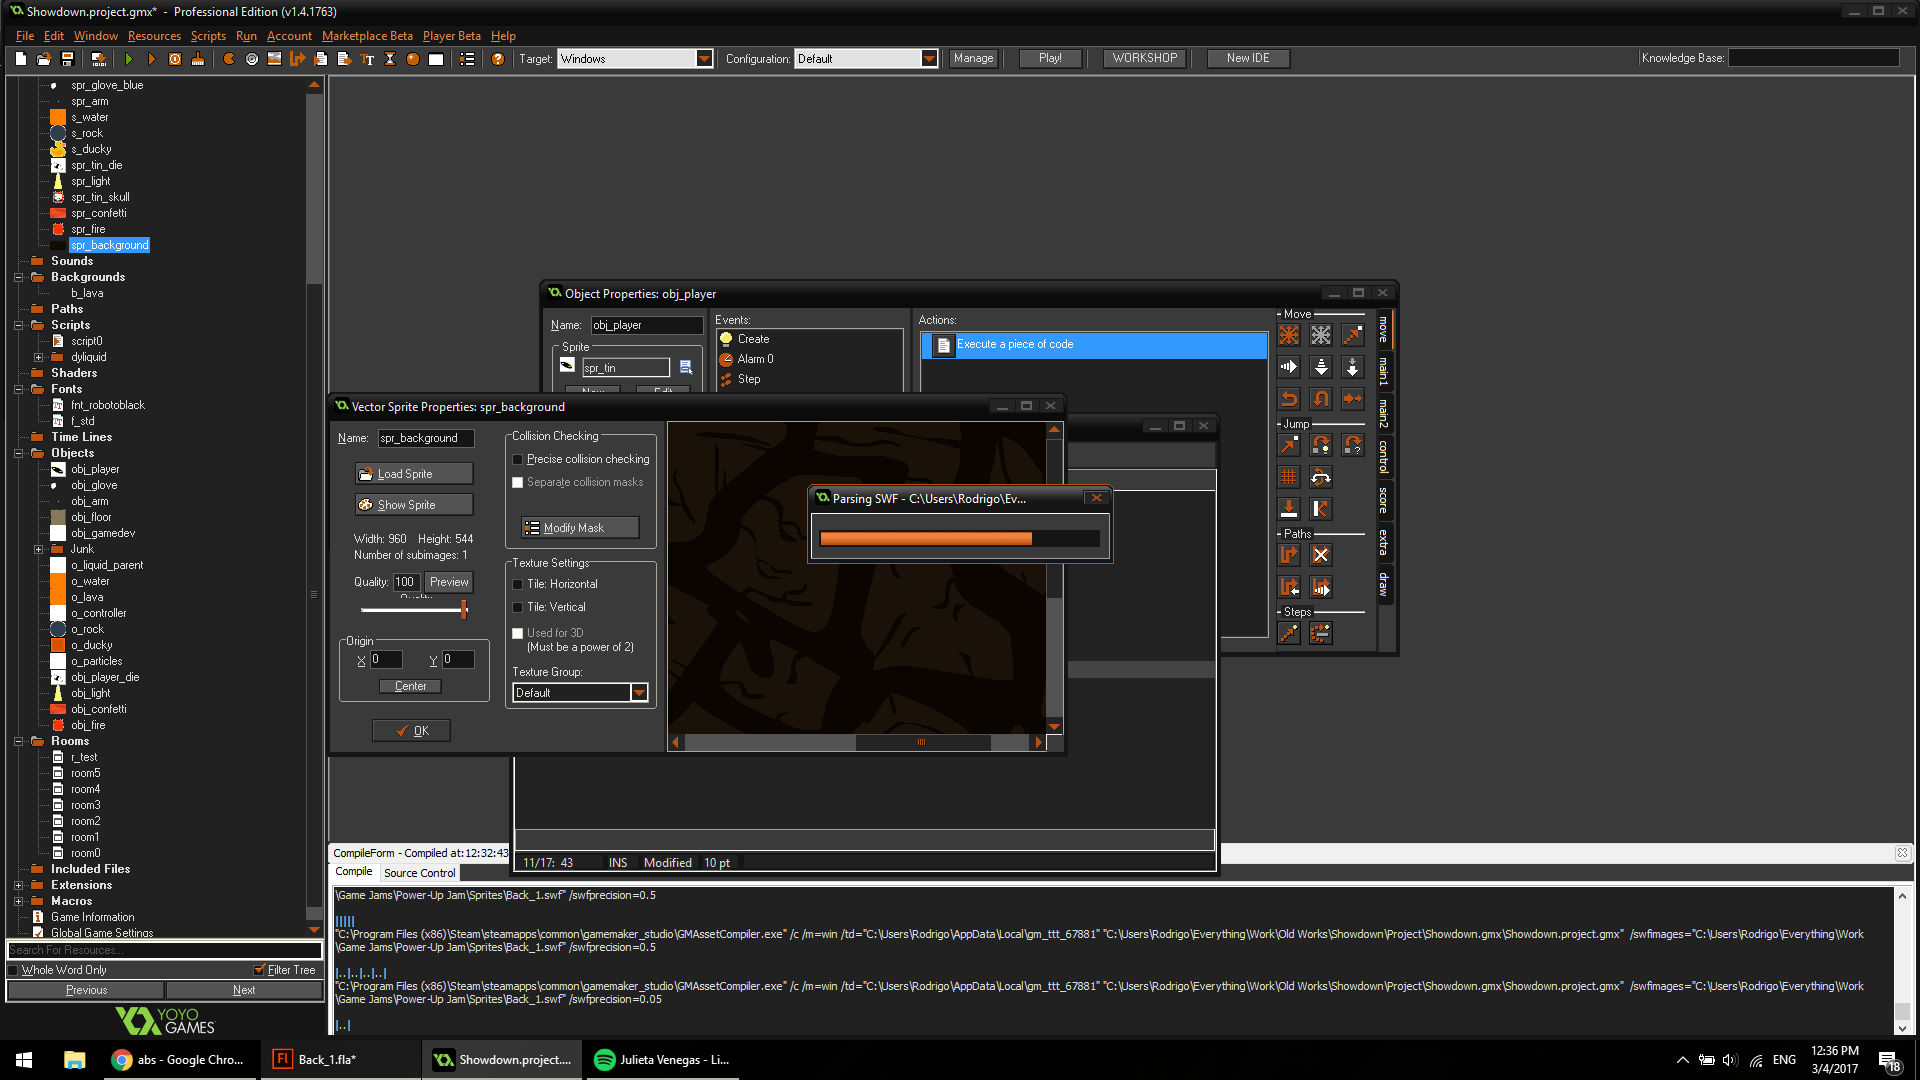 Showdown.project.gmx* - Professional Edition (v1.4.1763)
File Edit Window Resources Scripts Run Account Marketplace Beta Player Beta Help
Target: Windows Configuration: Default Manage Play! WORKSHOP New IDE Knowledge Base:
spr_glove_blue
spr_arm
s_water
s_rock
s_ducky
spr_tin_die
spr_light
spr_tin_skull
spr_confetti
spr_fire
spr_background
Sounds
Backgrounds
b_lava
Paths
Scripts
script0
dyliquid
Shaders
Fonts
fnt_robotoblack
f_std
Time Lines
Objects
obj_player
obj_glove
obj_arm
obj_floor
obj_gamedev
Junk
o_liquid_parent
o_water
o_lava
o_controller
o_rock
o_ducky
o_particles
obj_player_die
obj_light
obj_confetti
obj_fire
Rooms
r_test
room5
room4
room3
room2
room1
room0
Included Files
Extensions
Macros
Game Information
Global Game Settings
Search For Resources...
Whole Word Only Filter Tree
Previous Next
YOYO
GAMES
Object Properties: obj_player
Name: obj_player
Sprite
spr_tin
New Edit
Events:
Create
Alarm 0
Step
Actions:
Execute a piece of code
Move
Jump
Paths
Steps
move
main1
main2
control
score
extra
draw
Vector Sprite Properties: spr_background
Name: spr_background
Load Sprite
Show Sprite
Width: 960 Height: 544
Number of subimages: 1
Quality: 100 Preview
Quality
Origin
X 0 Y 0
Center
OK
Collision Checking
Precise collision checking
Separate collision masks
Modify Mask
Texture Settings
Tile: Horizontal
Tile: Vertical
Used for 3D
(Must be a power of 2)
Texture Group:
Default
Parsing SWF - C:\Users\Rodrigo\Ev...
11/17: 43 INS Modified 10 pt
CompileForm - Compiled at:12:32:43
Compile Source Control
\Game Jams\Power-Up Jam\Sprites\Back_1.swf" /swfprecision=0.5
|||||
"C:\Program Files (x86)\Steam\steamapps\common\gamemaker_studio\GMAssetCompiler.exe" /c /m=win /td="C:\Users\Rodrigo\AppData\Local\gm_ttt_67881" "C:\Users\Rodrigo\Everything\Work\Old Works\Showdown\Project\Showdown.gmx\Showdown.project.gmx" /swfimages="C:\Users\Rodrigo\Everything\Work
\Game Jams\Power-Up Jam\Sprites\Back_1.swf" /swfprecision=0.5
|..|..|..|..|
"C:\Program Files (x86)\Steam\steamapps\common\gamemaker_studio\GMAssetCompiler.exe" /c /m=win /td="C:\Users\Rodrigo\AppData\Local\gm_ttt_67881" "C:\Users\Rodrigo\Everything\Work\Old Works\Showdown\Project\Showdown.gmx\Showdown.project.gmx" /swfimages="C:\Users\Rodrigo\Everything\Work
\Game Jams\Power-Up Jam\Sprites\Back_1.swf" /swfprecision=0.05
|..|
abs - Google Chro... Fl Back_1.fla* Showdown.project.... Julieta Venegas - Li... ENG 12:36 PM
3/4/2017 18